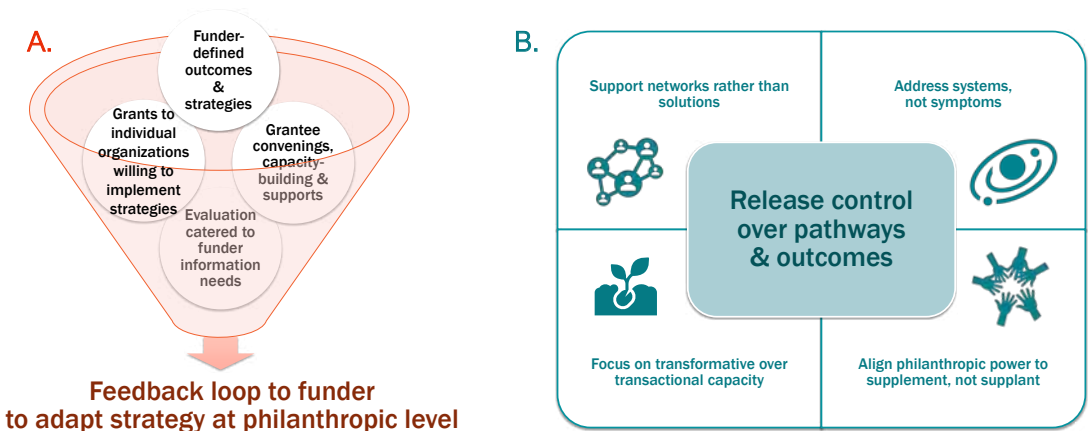 A.
Funder-
defined
outcomes
&
strategies
Grants to
individual
organizations
willing to
implement
strategies
Grantee
convenings,
capacity-
building &
supports
Evaluation
catered to
funder
information
needs
Feedback loop to funder
to adapt strategy at philanthropic level
B.
Support networks rather than
solutions
Address systems,
not symptoms
Release control
over pathways
& outcomes
Focus on transformative over
transactional capacity
Align philanthropic power to
supplement, not supplant